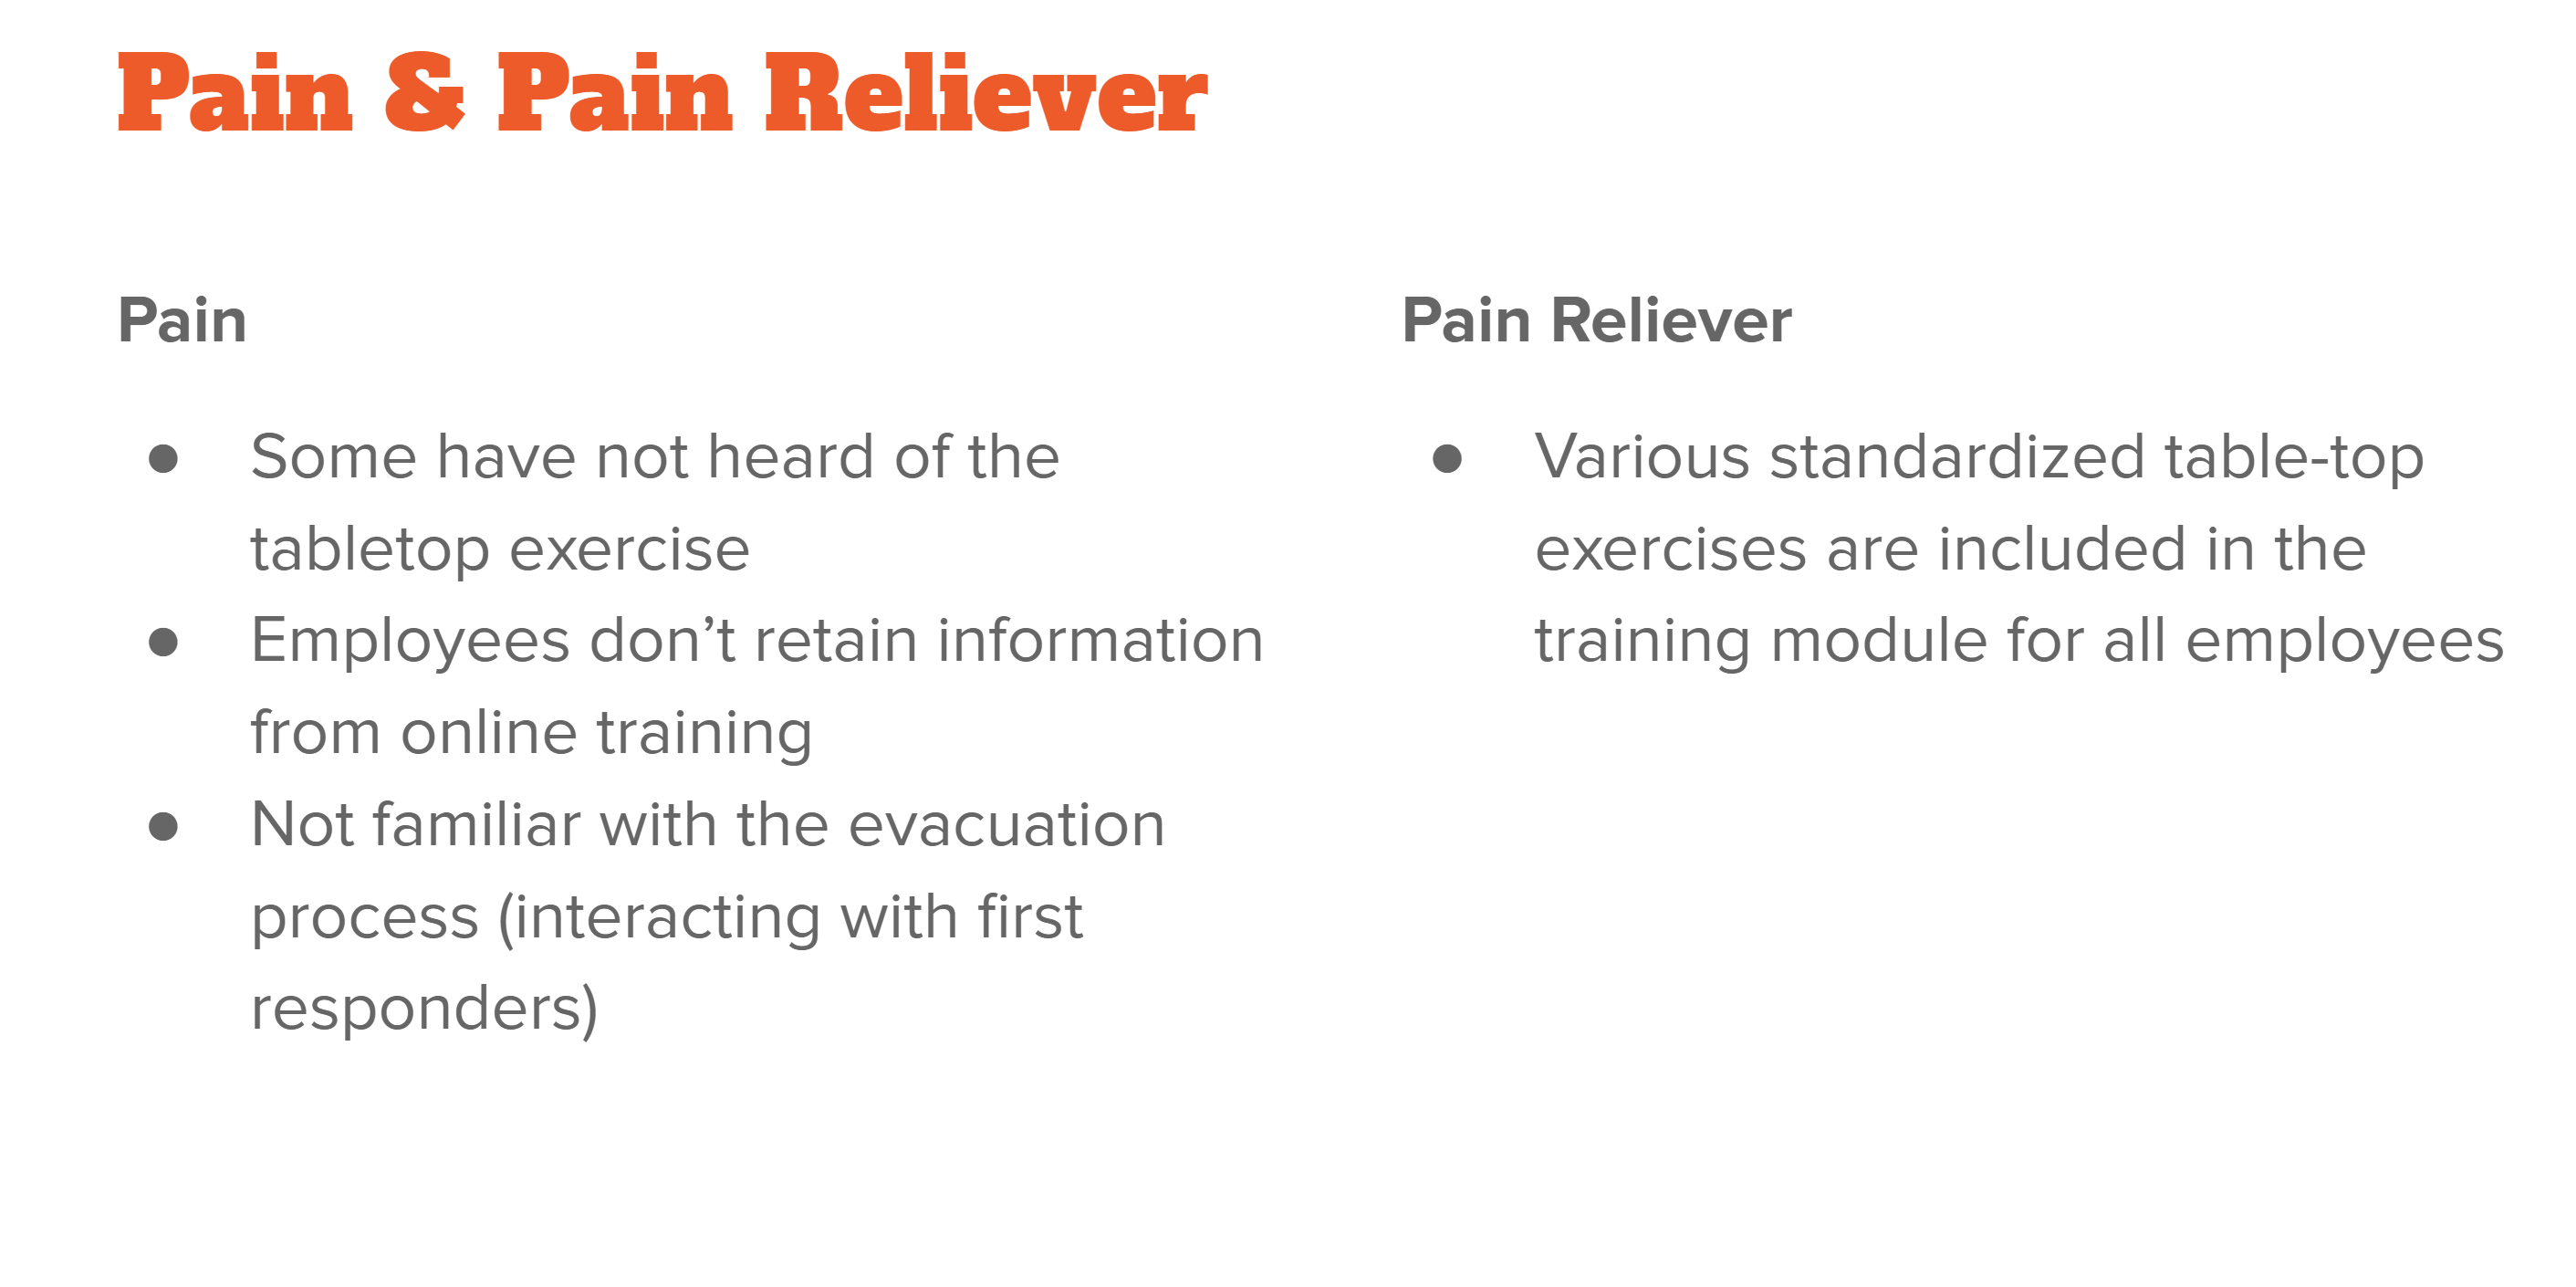 Pain & Pain Reliever
Pain
● Some have not heard of the
tabletop exercise
● Employees don’t retain information
from online training
● Not familiar with the evacuation
process (interacting with first
responders)
Pain Reliever
● Various standardized table-top
exercises are included in the
training module for all employees